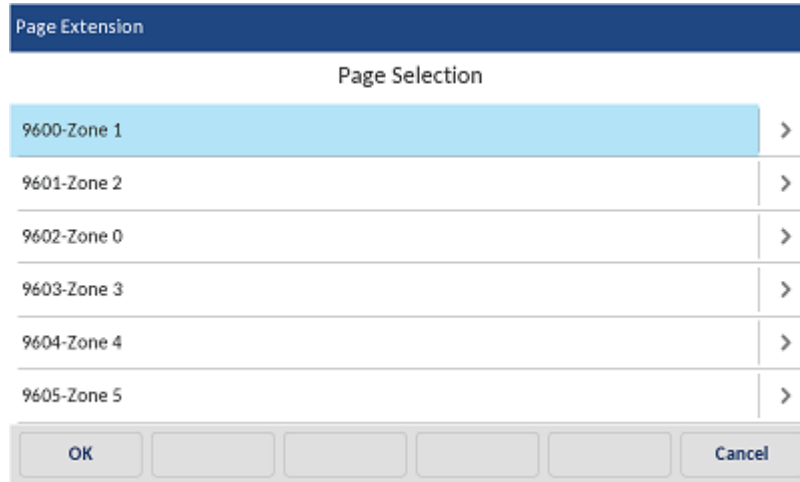 Page Extension
Page Selection
9600-Zone 1
9601-Zone 2
9602-Zone 0
9603-Zone 3
9604-Zone 4
9605-Zone 5
OK Cancel